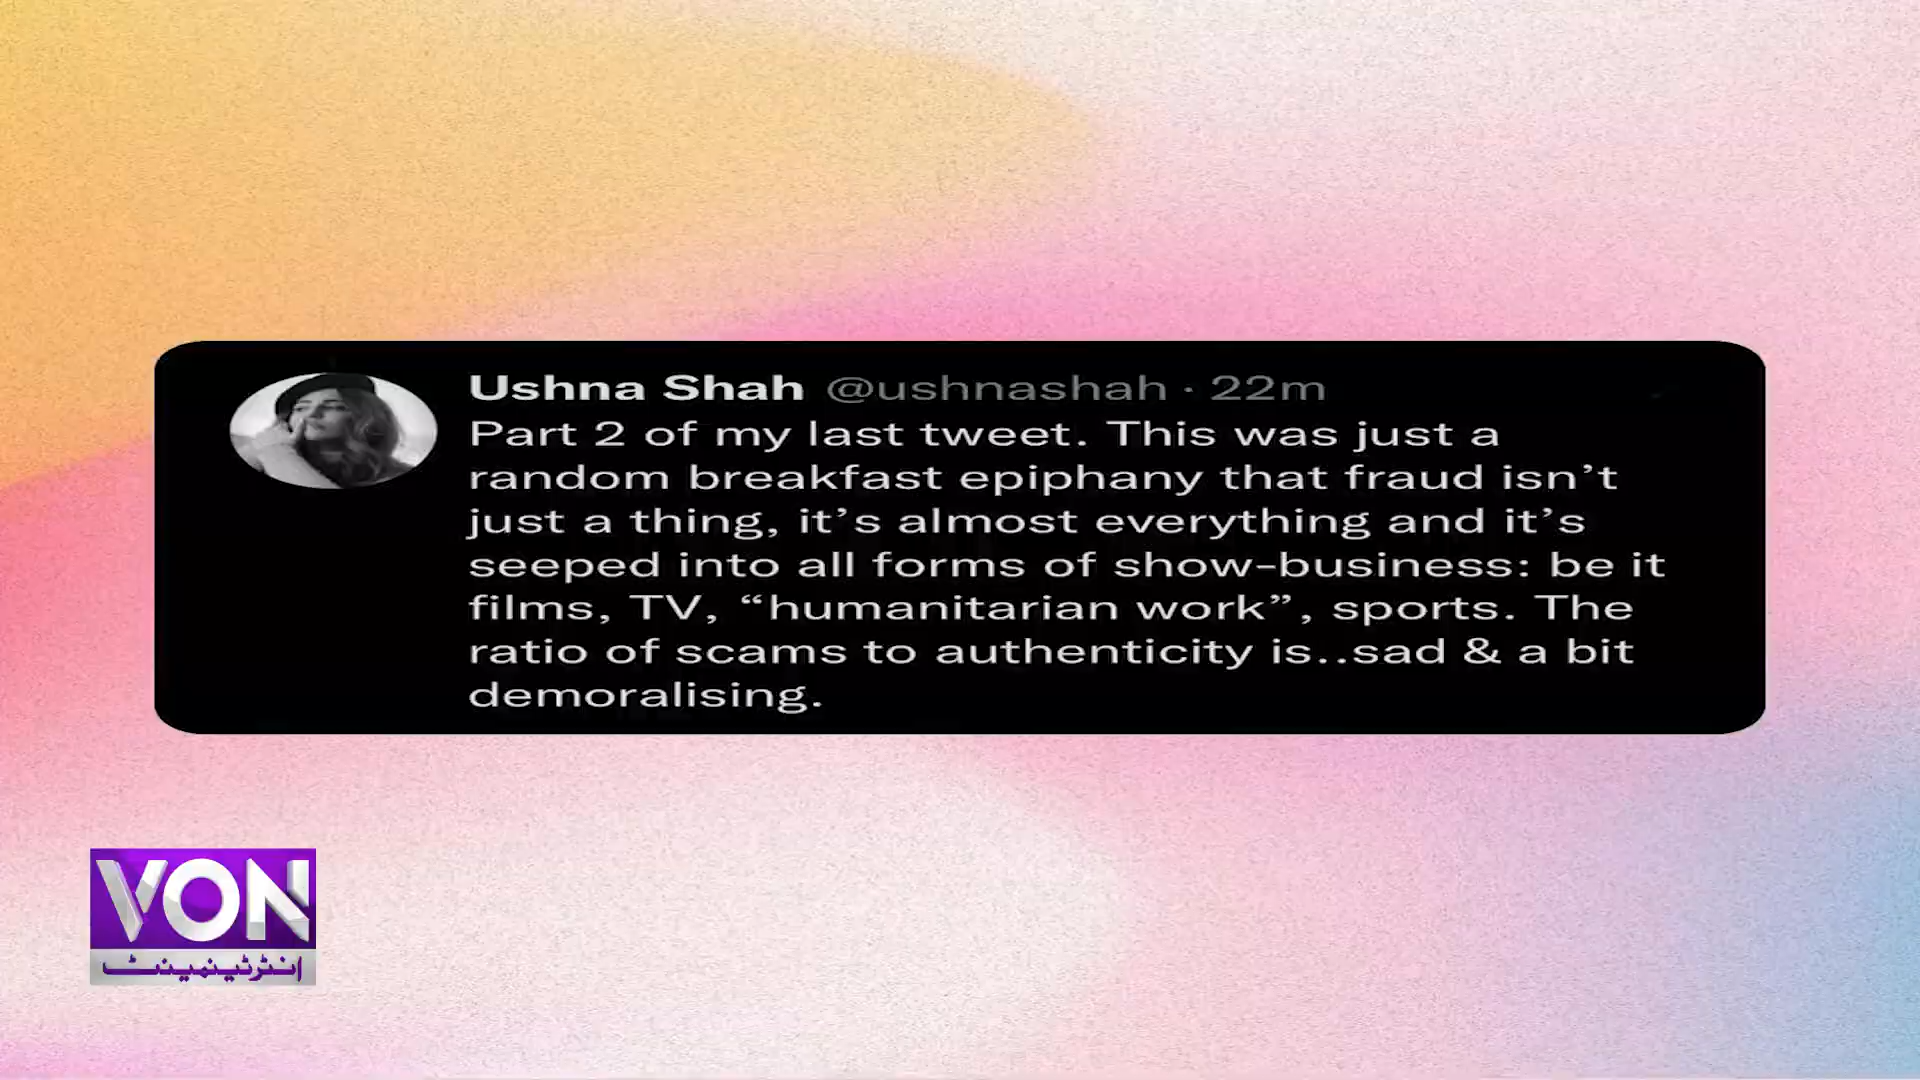 Ushna Shah @ushnashah · 22m
Part 2 of my last tweet. This was just a
random breakfast epiphany that fraud isn’t
just a thing, it’s almost everything and it’s
seeped into all forms of show-business: be it
films, TV, “humanitarian work”, sports. The
ratio of scams to authenticity is..sad & a bit
demoralising.
VON
انٹرٹینمینٹ